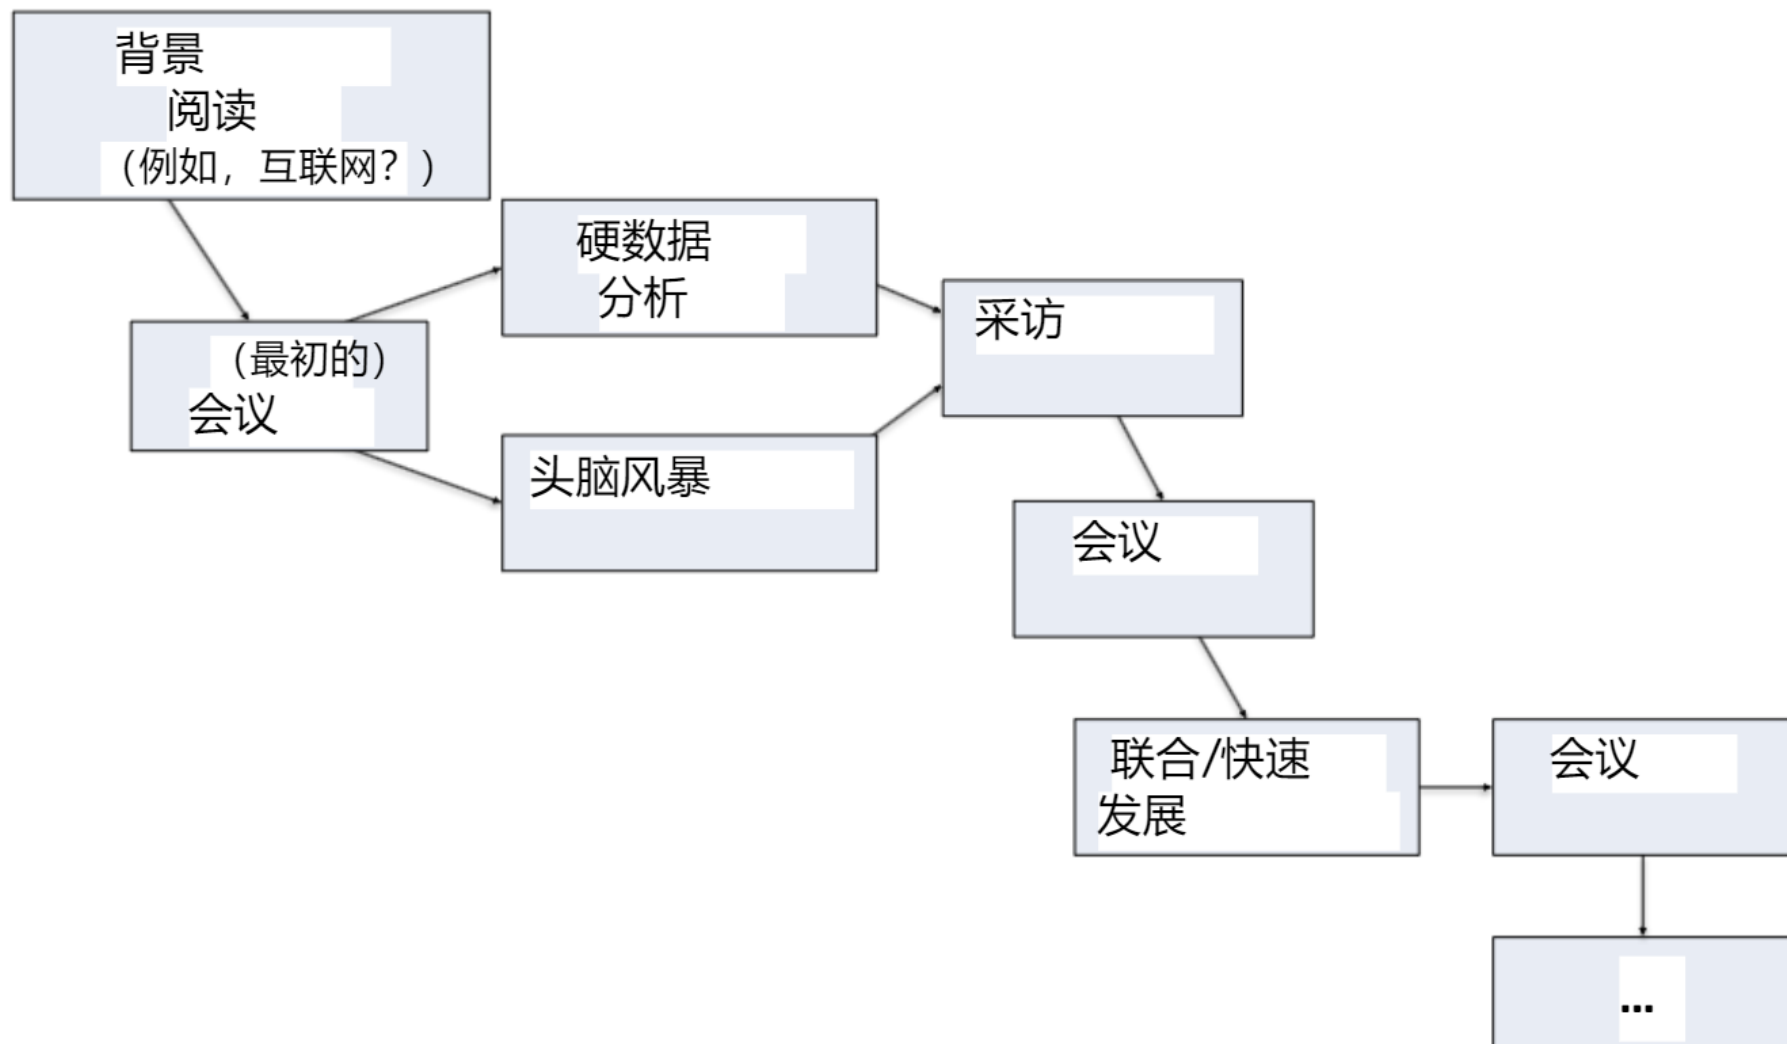 背景
阅读
（例如，互联网？）
（最初的）
会议
硬数据
分析
头脑风暴
采访
会议
联合/快速
发展
会议
...